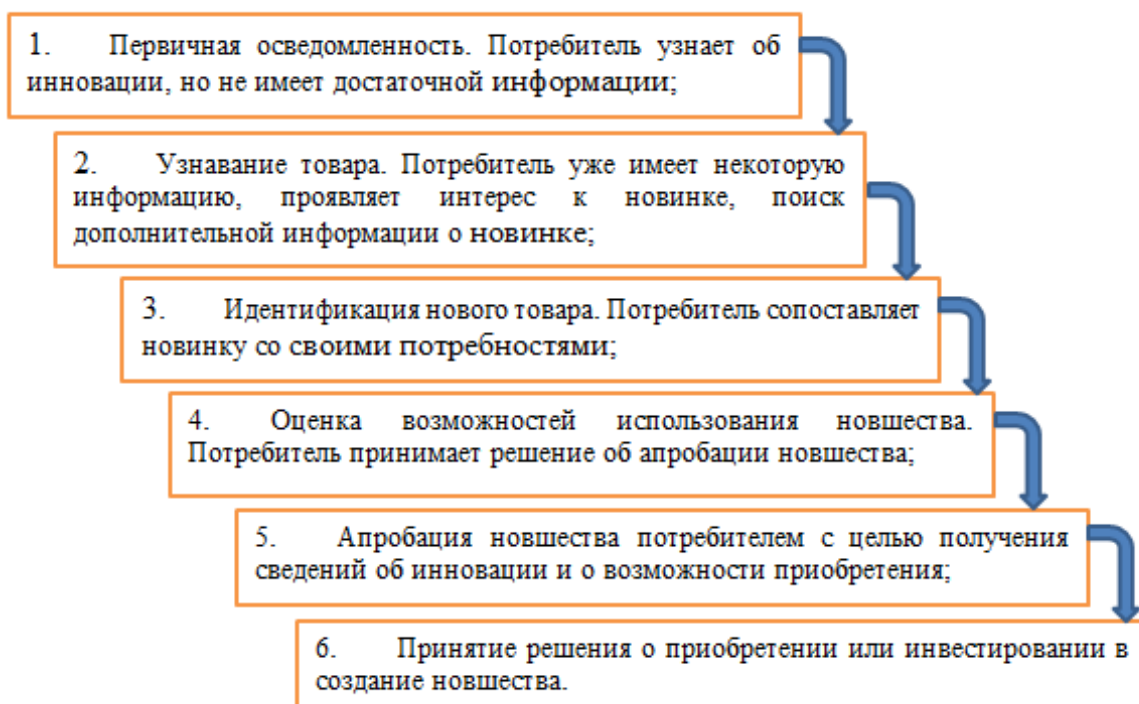 1. Первичная осведомленность. Потребитель узнает об
инновации, но не имеет достаточной информации;
2. Узнавание товара. Потребитель уже имеет некоторую
информацию, проявляет интерес к новинке, поиск
дополнительной информации о новинке;
3. Идентификация нового товара. Потребитель сопоставляет
новинку со своими потребностями;
4. Оценка возможностей использования новшества.
Потребитель принимает решение об апробации новшества;
5. Апробация новшества потребителем с целью получения
сведений об инновации и о возможности приобретения;
6. Принятие решения о приобретении или инвестировании в
создание новшества.